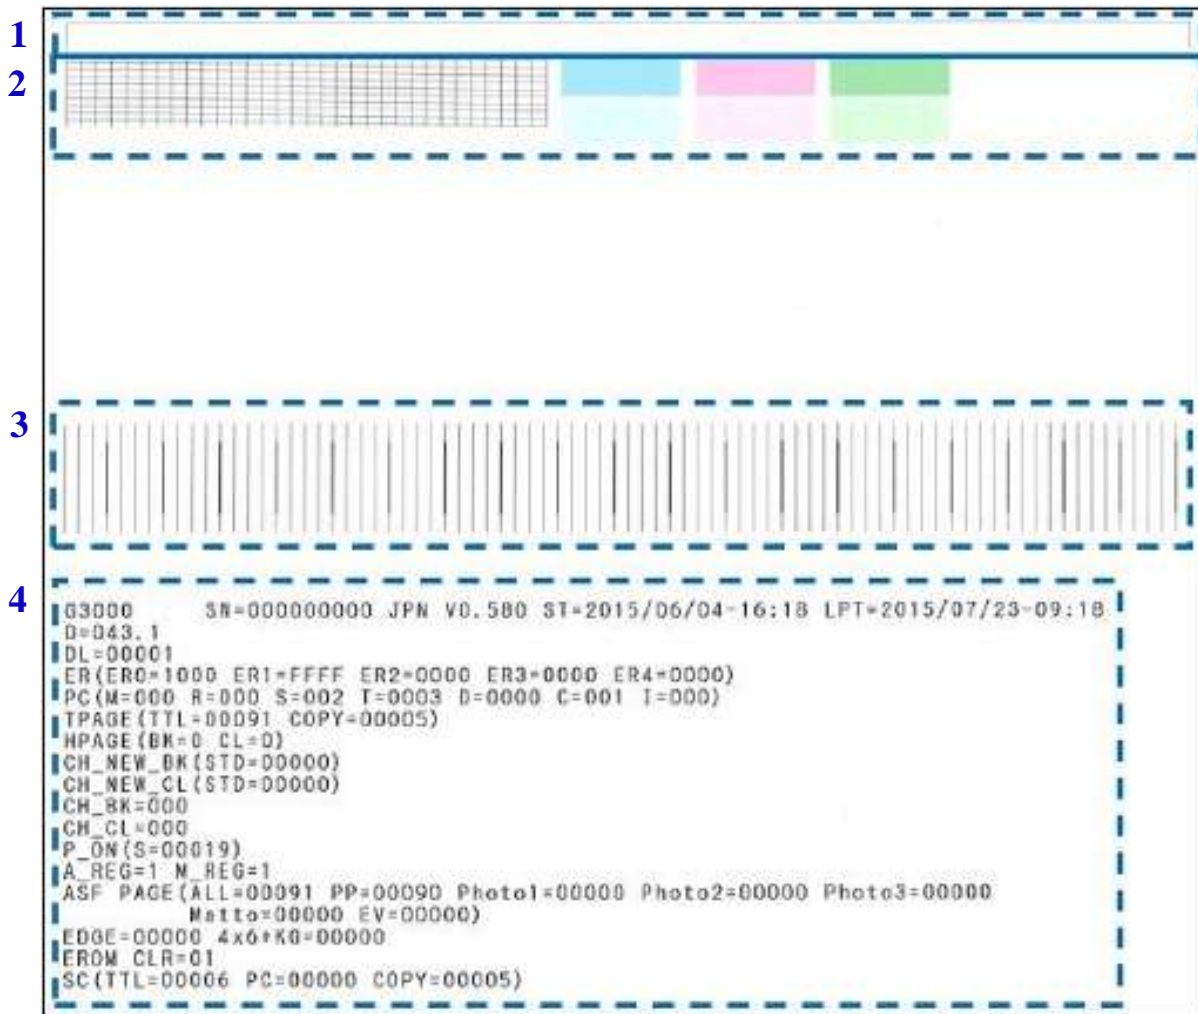 1
2
3
4
G3000 SN=000000000 JPN V0.580 ST=2015/06/04-16:18 LPT=2015/07/23-09:18
D=043.1
DL=00001
ER(ER0=1000 ER1=FFFF ER2=0000 ER3=0000 ER4=0000)
PC(M=000 R=000 S=002 T=0003 D=0000 C=001 I=000)
TPAGE(TTL=00091 COPY=00005)
HPAGE(BK=0 CL=0)
CH_NEW_BK(STD=00000)
CH_NEW_CL(STD=00000)
CH_BK=000
CH_CL=000
P_ON(S=00019)
A_REG=1 M_REG=1
ASF PAGE(ALL=00091 PP=00090 Photo1=00000 Photo2=00000 Photo3=00000
Matto=00000 EV=00000)
EDGE=00000 4x6+KG=00000
EROM CLR=01
SC(TTL=00006 PC=00000 COPY=00005)